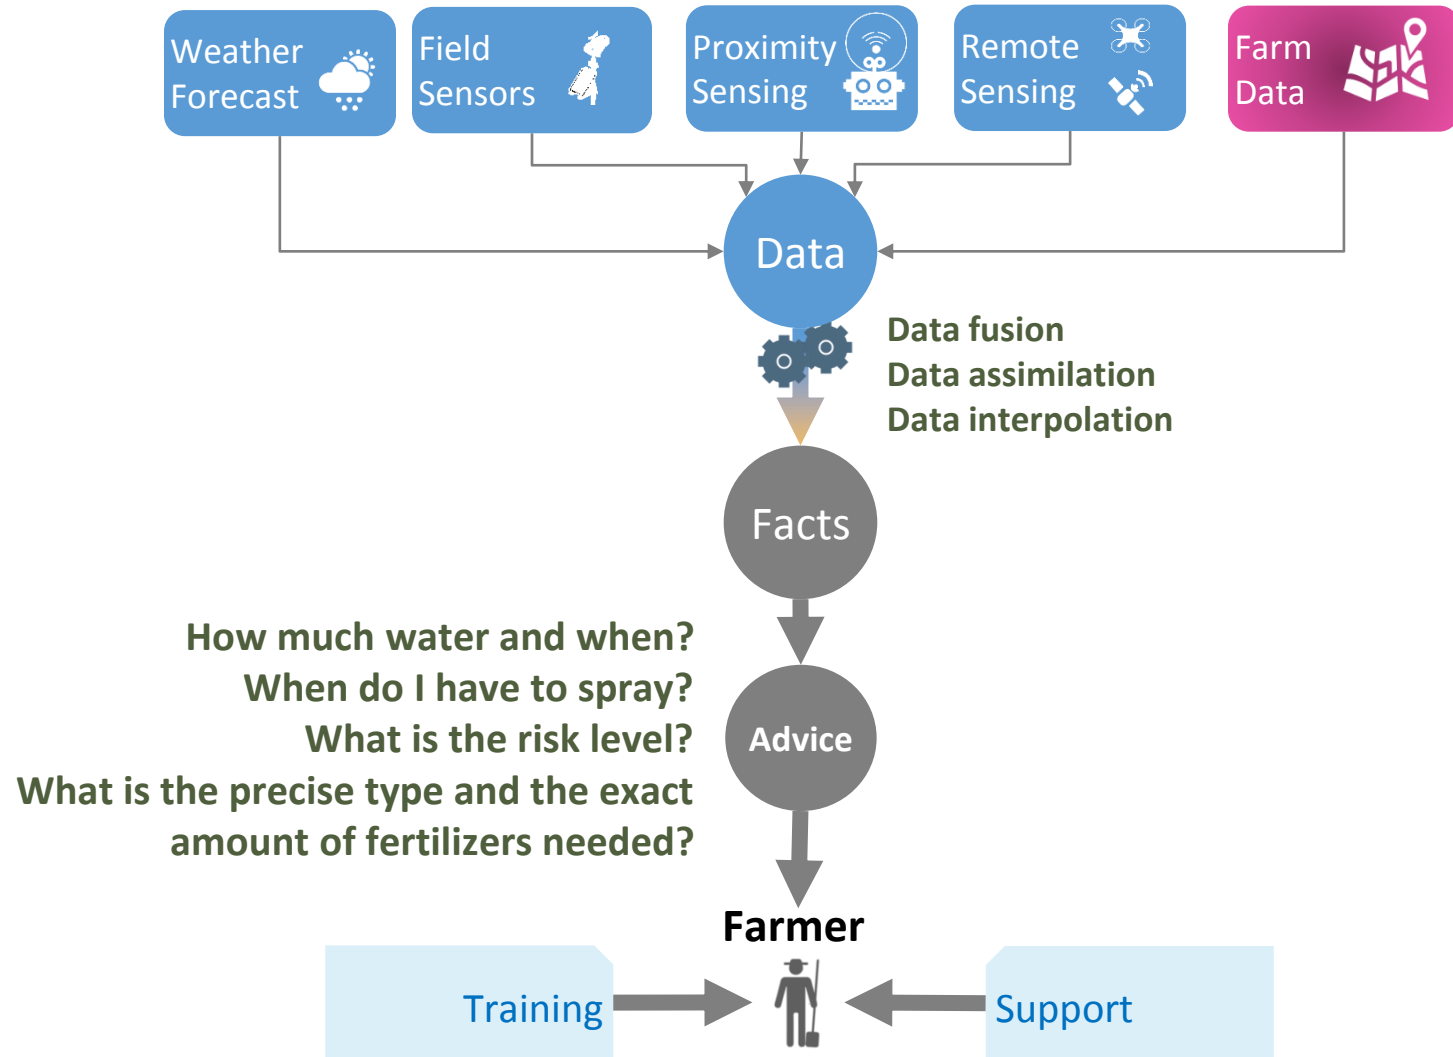 Weather
Forecast
Field
Sensors
Proximity
Sensing
Remote
Sensing
Farm
Data
Data
Data fusion
Data assimilation
Data interpolation
Facts
How much water and when?
When do I have to spray?
What is the risk level?
What is the precise type and the exact
amount of fertilizers needed?
Advice
Farmer
Training
Support